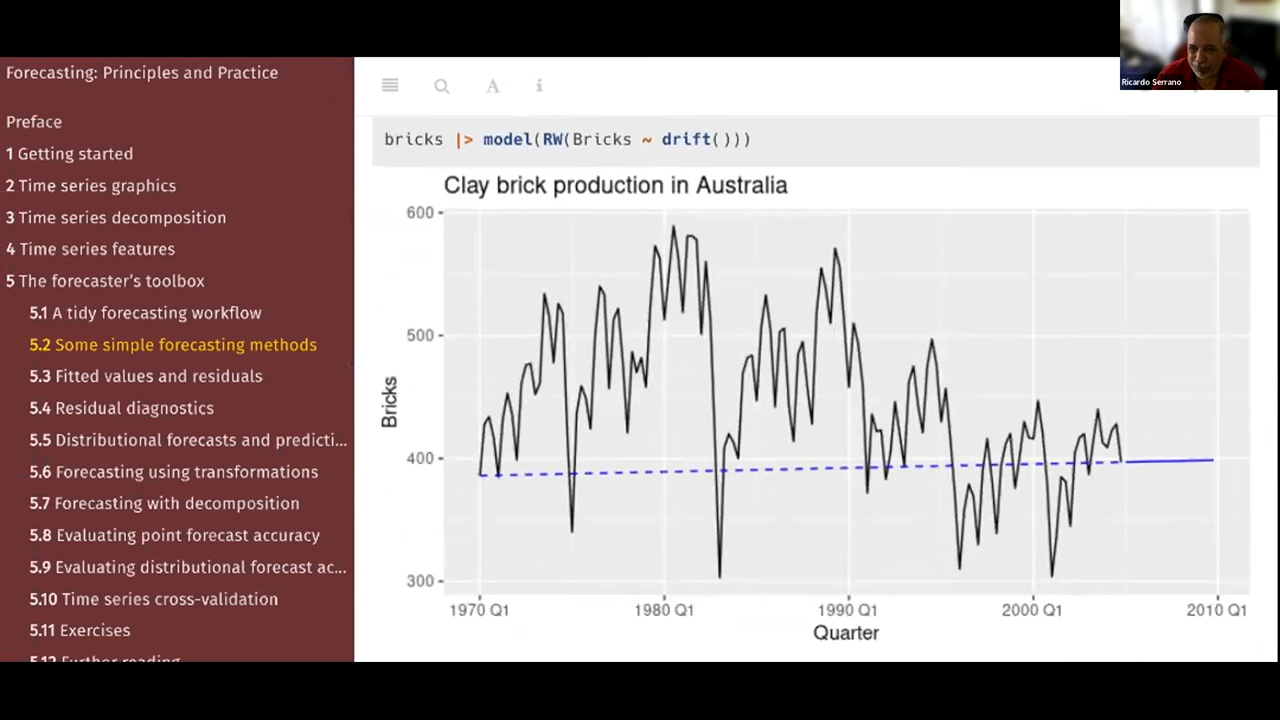 Ricardo Serrano
Forecasting: Principles and Practice
Preface
1 Getting started
2 Time series graphics
3 Time series decomposition
4 Time series features
5 The forecaster's toolbox
5.1 A tidy forecasting workflow
5.2 Some simple forecasting methods
5.3 Fitted values and residuals
5.4 Residual diagnostics
5.5 Distributional forecasts and predicti...
5.6 Forecasting using transformations
5.7 Forecasting with decomposition
5.8 Evaluating point forecast accuracy
5.9 Evaluating distributional forecast ac...
5.10 Time series cross-validation
5.11 Exercises
5.12 Further reading
A
i
bricks |> model(RW(Bricks ~ drift()))
Clay brick production in Australia
600
500
400
300
Bricks
1970 Q1 1980 Q1 1990 Q1 2000 Q1 2010 Q1
Quarter